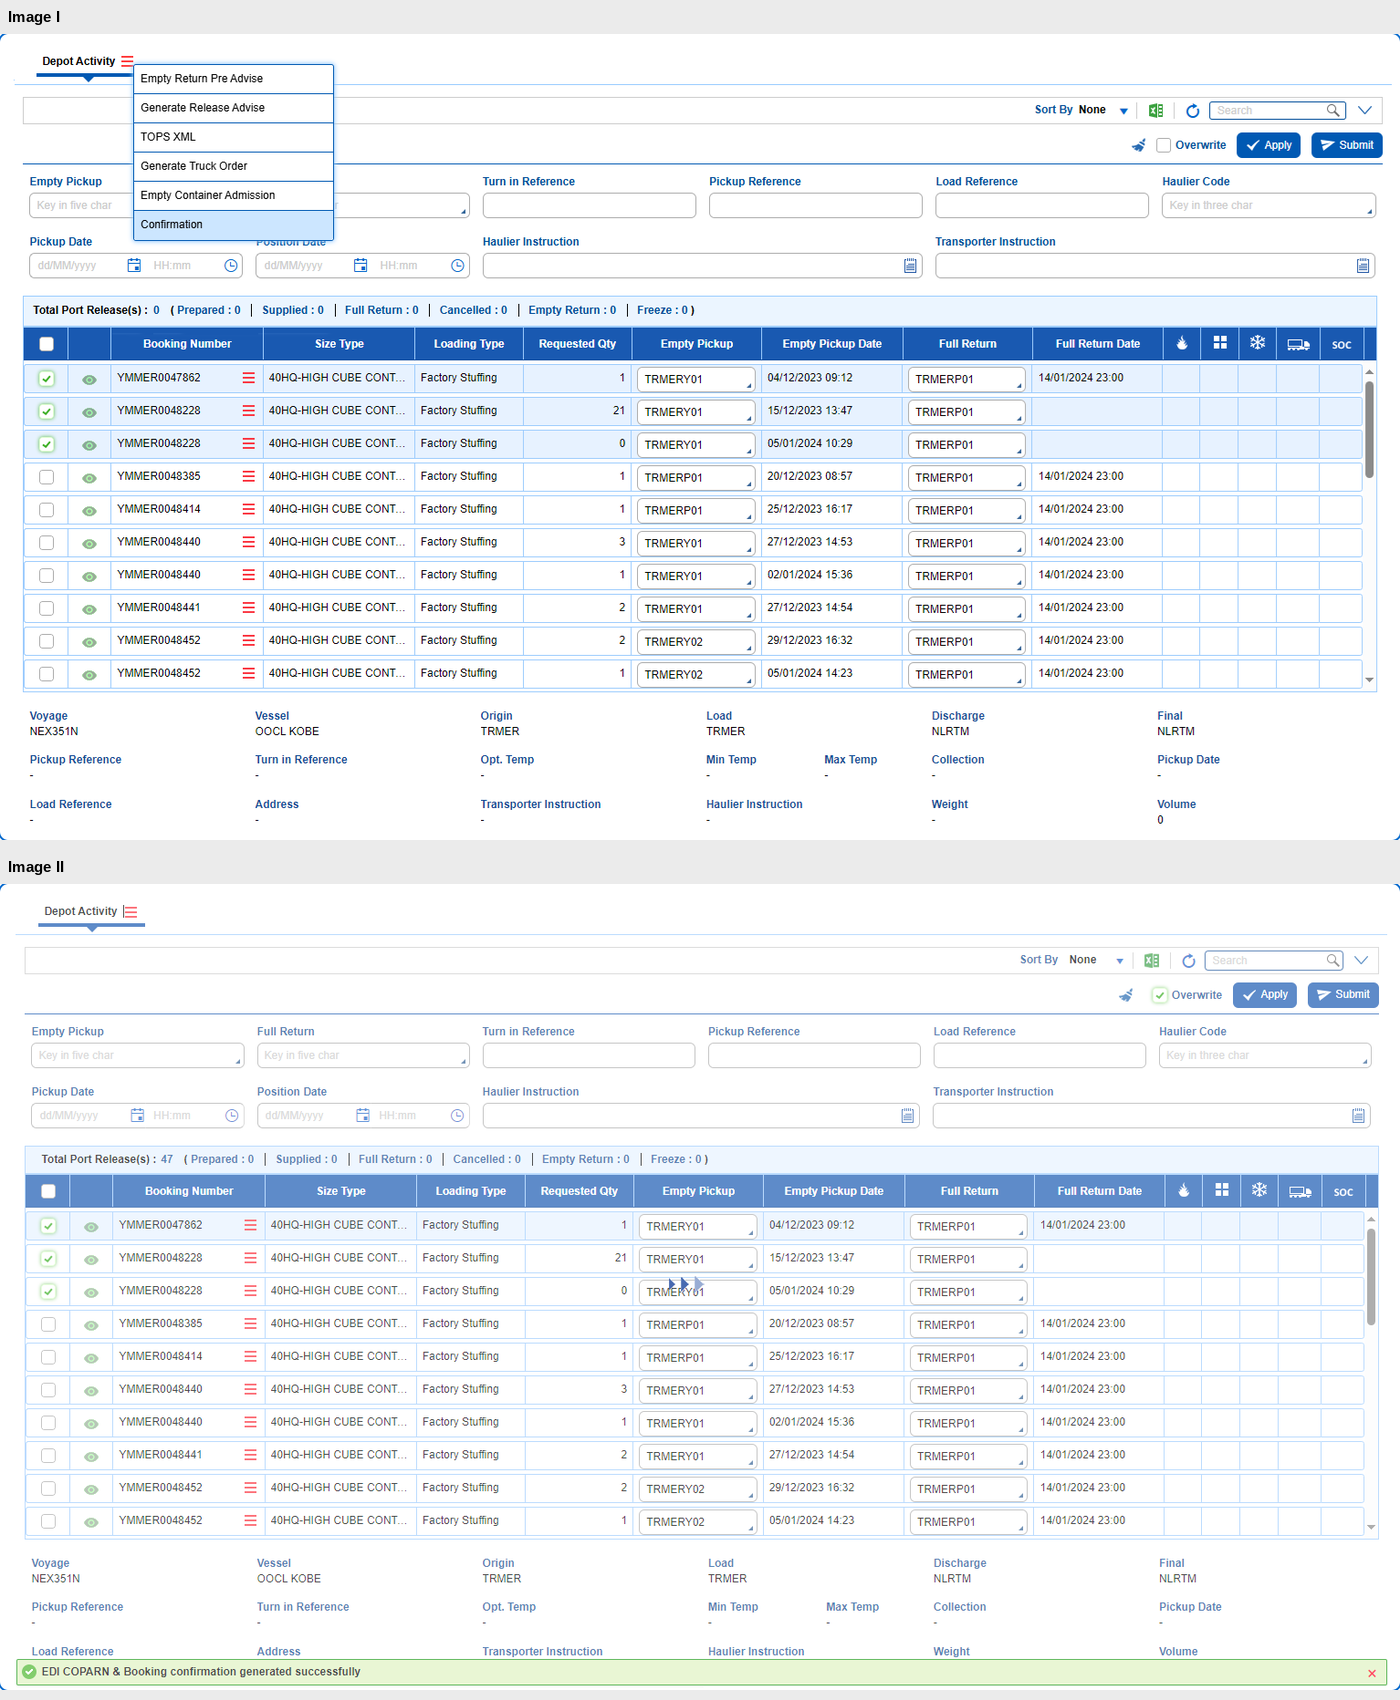 Image I
Depot Activity
Empty Return Pre Advise
Generate Release Advise
TOPS XML
Generate Truck Order
Empty Container Admission
Confirmation
Sort By None Search
Overwrite Apply Submit
Empty Pickup Turn in Reference Pickup Reference Load Reference Haulier Code
Key in five char Key in three char
Pickup Date Position Date Haulier Instruction Transporter Instruction
dd/MM/yyyy HH:mm dd/MM/yyyy HH:mm
Total Port Release(s) : 0 ( Prepared : 0 | Supplied : 0 | Full Return : 0 | Cancelled : 0 | Empty Return : 0 | Freeze : 0 )
Booking Number Size Type Loading Type Requested Qty Empty Pickup Empty Pickup Date Full Return Full Return Date SOC
YMMER0047862 40HQ-HIGH CUBE CONT... Factory Stuffing 1 TRMERY01 04/12/2023 09:12 TRMERP01 14/01/2024 23:00
YMMER0048228 40HQ-HIGH CUBE CONT... Factory Stuffing 21 TRMERY01 15/12/2023 13:47 TRMERP01
YMMER0048228 40HQ-HIGH CUBE CONT... Factory Stuffing 0 TRMERY01 05/01/2024 10:29 TRMERP01
YMMER0048385 40HQ-HIGH CUBE CONT... Factory Stuffing 1 TRMERP01 20/12/2023 08:57 TRMERP01 14/01/2024 23:00
YMMER0048414 40HQ-HIGH CUBE CONT... Factory Stuffing 1 TRMERP01 25/12/2023 16:17 TRMERP01 14/01/2024 23:00
YMMER0048440 40HQ-HIGH CUBE CONT... Factory Stuffing 3 TRMERY01 27/12/2023 14:53 TRMERP01 14/01/2024 23:00
YMMER0048440 40HQ-HIGH CUBE CONT... Factory Stuffing 1 TRMERY01 02/01/2024 15:36 TRMERP01 14/01/2024 23:00
YMMER0048441 40HQ-HIGH CUBE CONT... Factory Stuffing 2 TRMERY01 27/12/2023 14:54 TRMERP01 14/01/2024 23:00
YMMER0048452 40HQ-HIGH CUBE CONT... Factory Stuffing 2 TRMERY02 29/12/2023 16:32 TRMERP01 14/01/2024 23:00
YMMER0048452 40HQ-HIGH CUBE CONT... Factory Stuffing 1 TRMERY02 05/01/2024 14:23 TRMERP01 14/01/2024 23:00
Voyage Vessel Origin Load Discharge Final
NEX351N OOCL KOBE TRMER TRMER NLRTM NLRTM
Pickup Reference Turn in Reference Opt. Temp Min Temp Max Temp Collection Pickup Date
- - - - - - -
Load Reference Address Transporter Instruction Haulier Instruction Weight Volume
- - - - - 0
Image II
Depot Activity
Sort By None Search
Overwrite Apply Submit
Empty Pickup Full Return Turn in Reference Pickup Reference Load Reference Haulier Code
Key in five char Key in five char Key in three char
Pickup Date Position Date Haulier Instruction Transporter Instruction
dd/MM/yyyy HH:mm dd/MM/yyyy HH:mm
Total Port Release(s) : 47 ( Prepared : 0 | Supplied : 0 | Full Return : 0 | Cancelled : 0 | Empty Return : 0 | Freeze : 0 )
Booking Number Size Type Loading Type Requested Qty Empty Pickup Empty Pickup Date Full Return Full Return Date SOC
YMMER0047862 40HQ-HIGH CUBE CONT... Factory Stuffing 1 TRMERY01 04/12/2023 09:12 TRMERP01 14/01/2024 23:00
YMMER0048228 40HQ-HIGH CUBE CONT... Factory Stuffing 21 TRMERY01 15/12/2023 13:47 TRMERP01
YMMER0048228 40HQ-HIGH CUBE CONT... Factory Stuffing 0 TRMERY01 05/01/2024 10:29 TRMERP01
YMMER0048385 40HQ-HIGH CUBE CONT... Factory Stuffing 1 TRMERP01 20/12/2023 08:57 TRMERP01 14/01/2024 23:00
YMMER0048414 40HQ-HIGH CUBE CONT... Factory Stuffing 1 TRMERP01 25/12/2023 16:17 TRMERP01 14/01/2024 23:00
YMMER0048440 40HQ-HIGH CUBE CONT... Factory Stuffing 3 TRMERY01 27/12/2023 14:53 TRMERP01 14/01/2024 23:00
YMMER0048440 40HQ-HIGH CUBE CONT... Factory Stuffing 1 TRMERY01 02/01/2024 15:36 TRMERP01 14/01/2024 23:00
YMMER0048441 40HQ-HIGH CUBE CONT... Factory Stuffing 2 TRMERY01 27/12/2023 14:54 TRMERP01 14/01/2024 23:00
YMMER0048452 40HQ-HIGH CUBE CONT... Factory Stuffing 2 TRMERY02 29/12/2023 16:32 TRMERP01 14/01/2024 23:00
YMMER0048452 40HQ-HIGH CUBE CONT... Factory Stuffing 1 TRMERY02 05/01/2024 14:23 TRMERP01 14/01/2024 23:00
Voyage Vessel Origin Load Discharge Final
NEX351N OOCL KOBE TRMER TRMER NLRTM NLRTM
Pickup Reference Turn in Reference Opt. Temp Min Temp Max Temp Collection Pickup Date
- - - - - - -
Load Reference Address Transporter Instruction Haulier Instruction Weight Volume
EDI COPARN & Booking confirmation generated successfully